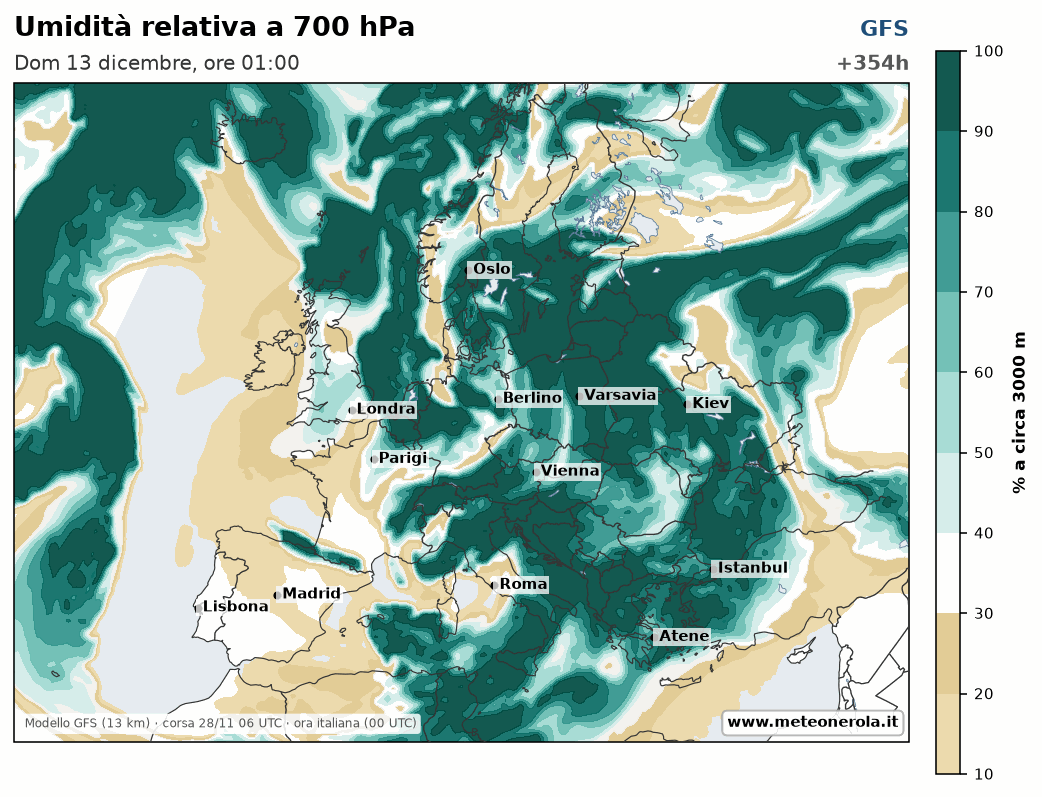 Umidità relativa a 700 hPa
GFS
Dom 13 dicembre, ore 01:00
+354h
100
90
80
70
60
50
40
30
20
10
% a circa 3000 m
Oslo
Berlino
Varsavia
Kiev
Londra
Parigi
Vienna
Istanbul
Roma
Madrid
Lisbona
Atene
Modello GFS (13 km) · corsa 28/11 06 UTC · ora italiana (00 UTC)
www.meteonerola.it